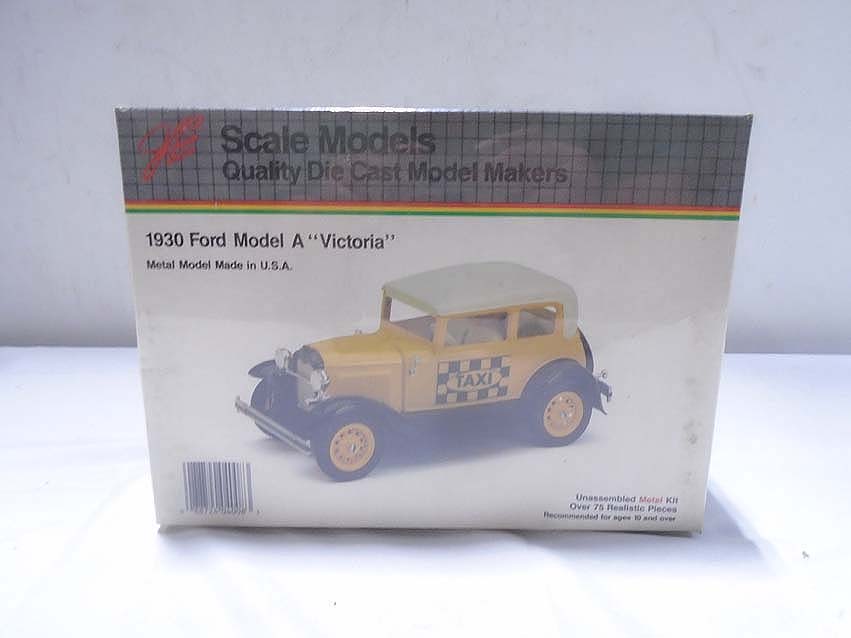 Scale Models
Quality Die Cast Model Makers
1930 Ford Model A "Victoria"
Metal Model Made in U.S.A.
TAXI
Unassembled Metal Kit
Over 75 Realistic Pieces
Recommended for ages 10 and over